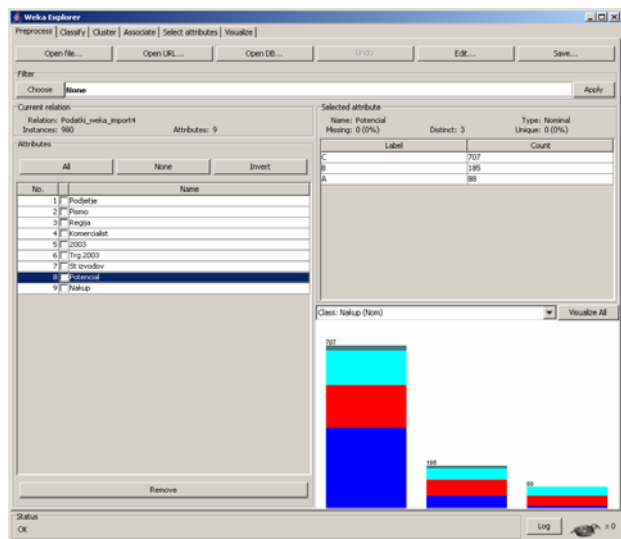 Weka Explorer
Preprocess Classify Cluster Associate Select attributes Visualize
Open file... Open URL... Open DB... Undo Edit... Save...
Filter
Choose None Apply
Current relation
Relation: Podatki_weka_import4
Instances: 980 Attributes: 9
Attributes
All None Invert
No. Name
1 Podjetje
2 Pismo
3 Regija
4 Komercialist
5 2003
6 Trg 2003
7 St izvodov
8 Potencial
9 Nakup
Remove
Selected attribute
Name: Potencial Type: Nominal
Missing: 0 (0%) Distinct: 3 Unique: 0 (0%)
Label Count
C 707
B 185
A 88
Class: Nakup (Nom) Visualize All
707
185
88
Status
OK
Log x 0